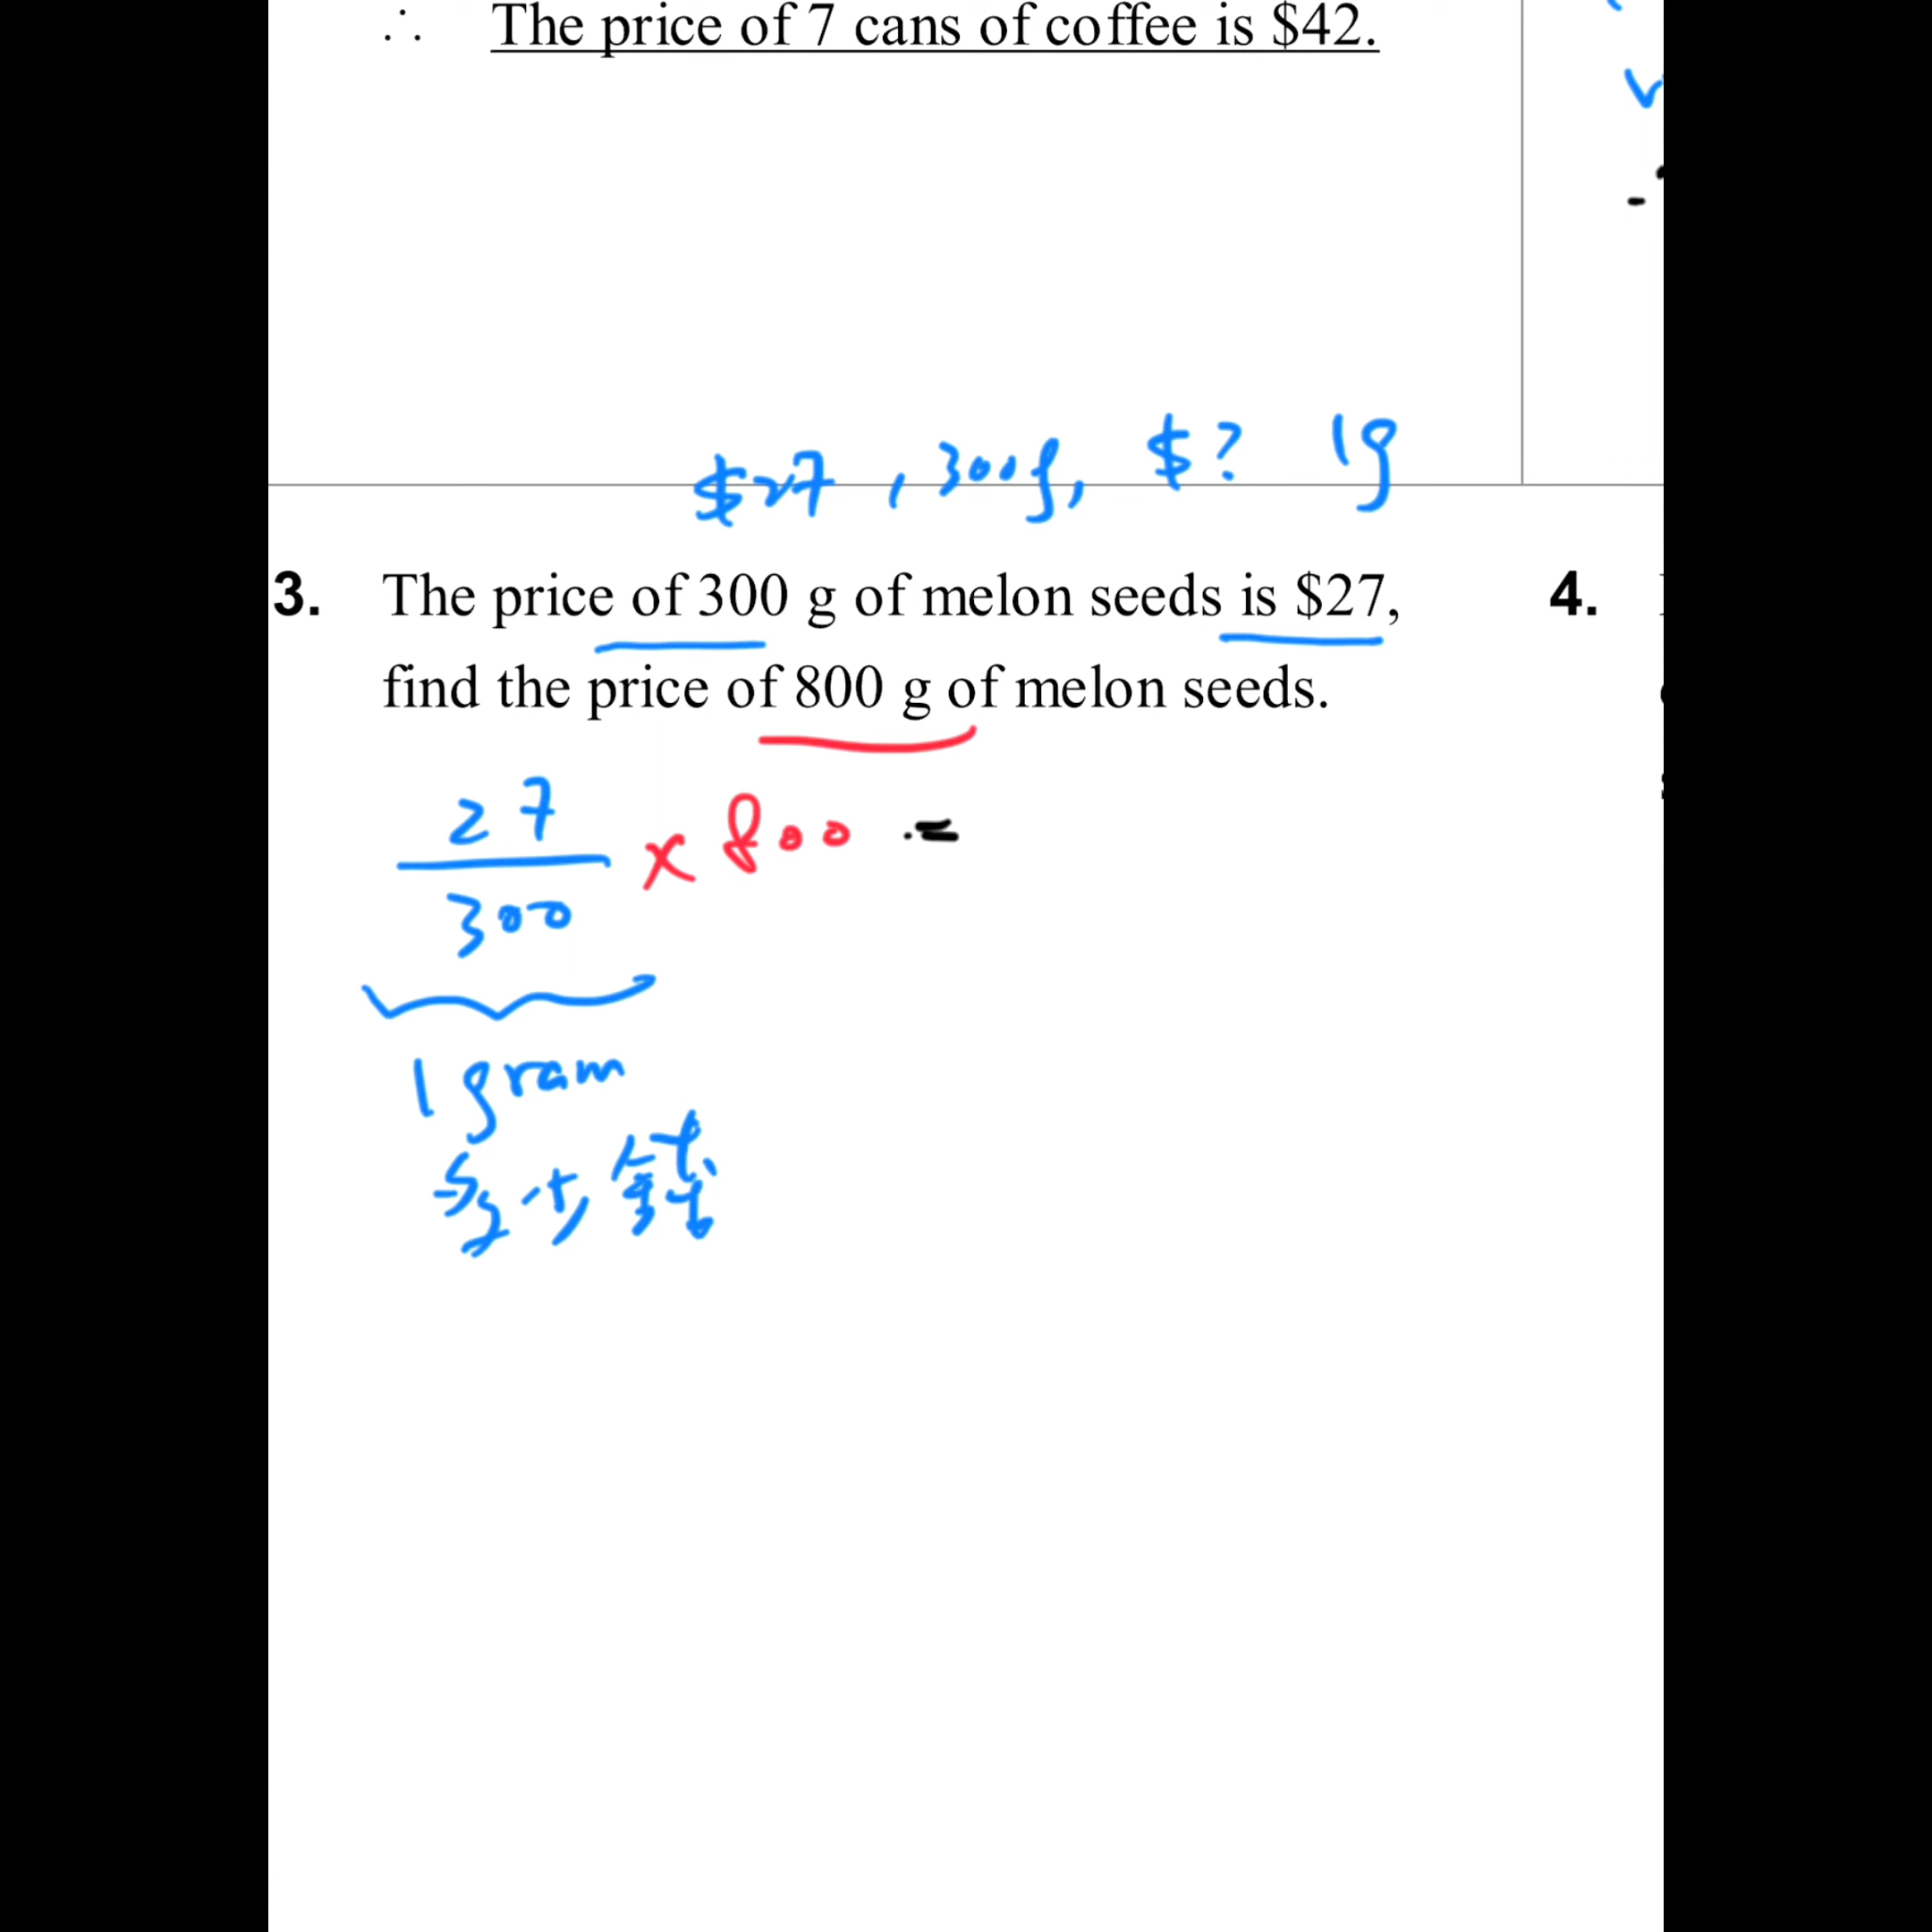 ∴ The price of 7 cans of coffee is $42.
$27 , 300g, $? 1g
3. The price of 300 g of melon seeds is $27,
find the price of 800 g of melon seeds.
4.
27/300 × 800 =
1 gram
多少錢